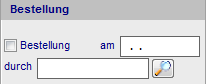 Bestellung
Bestellung am . .
durch